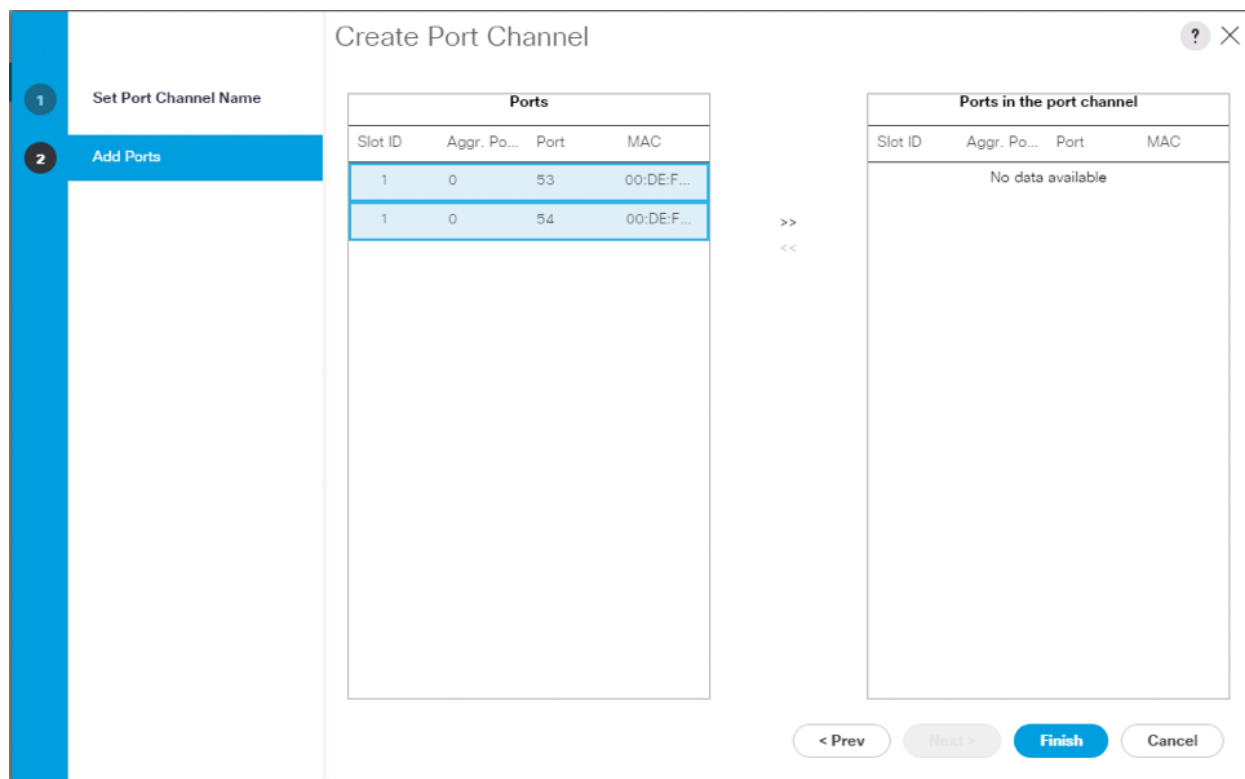 Create Port Channel
?
1
Set Port Channel Name
2
Add Ports
Ports
Slot ID Aggr. Po... Port MAC
1 0 53 00:DE:F...
1 0 54 00:DE:F...
>>
<<
Ports in the port channel
Slot ID Aggr. Po... Port MAC
No data available
< Prev Next > Finish Cancel